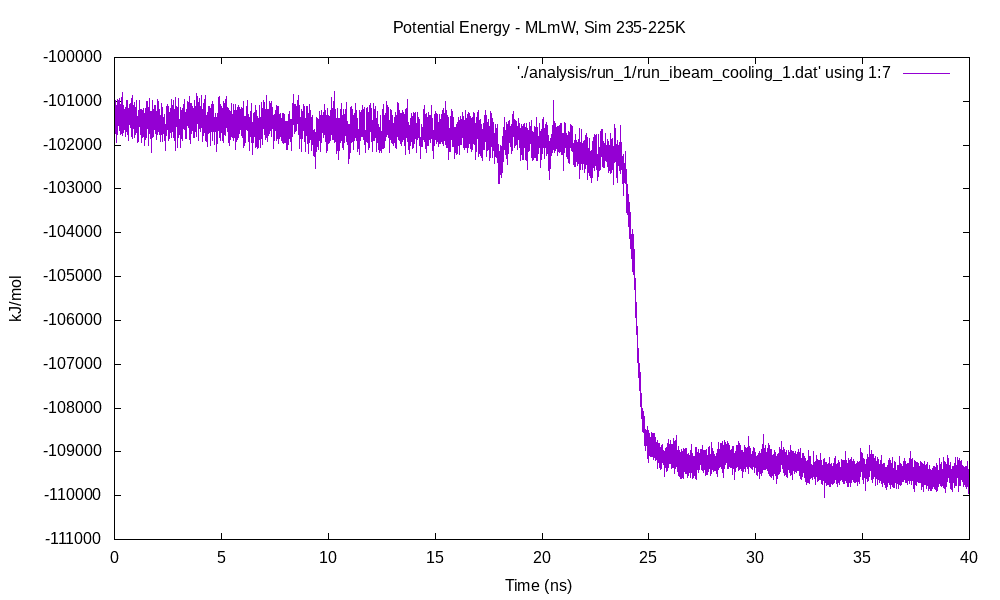 Potential Energy - MLmW, Sim 235-225K
'./analysis/run_1/run_ibeam_cooling_1.dat' using 1:7
-100000
-101000
-102000
-103000
-104000
-105000
-106000
-107000
-108000
-109000
-110000
-111000
kJ/mol
0 5 10 15 20 25 30 35 40
Time (ns)